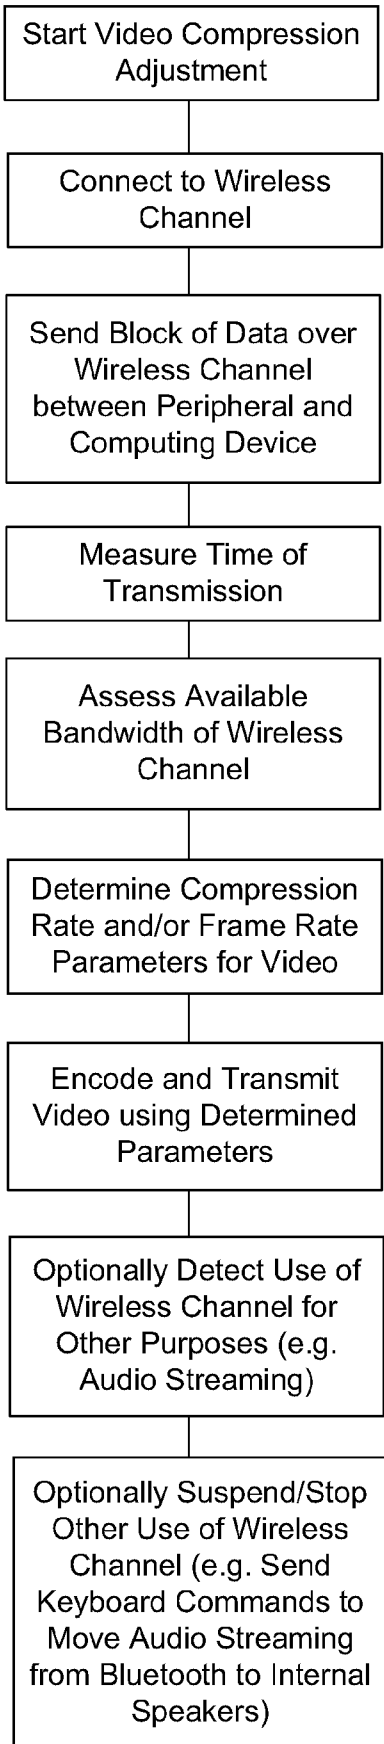 Start Video Compression
Adjustment
Connect to Wireless
Channel
Send Block of Data over
Wireless Channel
between Peripheral and
Computing Device
Measure Time of
Transmission
Assess Available
Bandwidth of Wireless
Channel
Determine Compression
Rate and/or Frame Rate
Parameters for Video
Encode and Transmit
Video using Determined
Parameters
Optionally Detect Use of
Wireless Channel for
Other Purposes (e.g.
Audio Streaming)
Optionally Suspend/Stop
Other Use of Wireless
Channel (e.g. Send
Keyboard Commands to
Move Audio Streaming
from Bluetooth to Internal
Speakers)